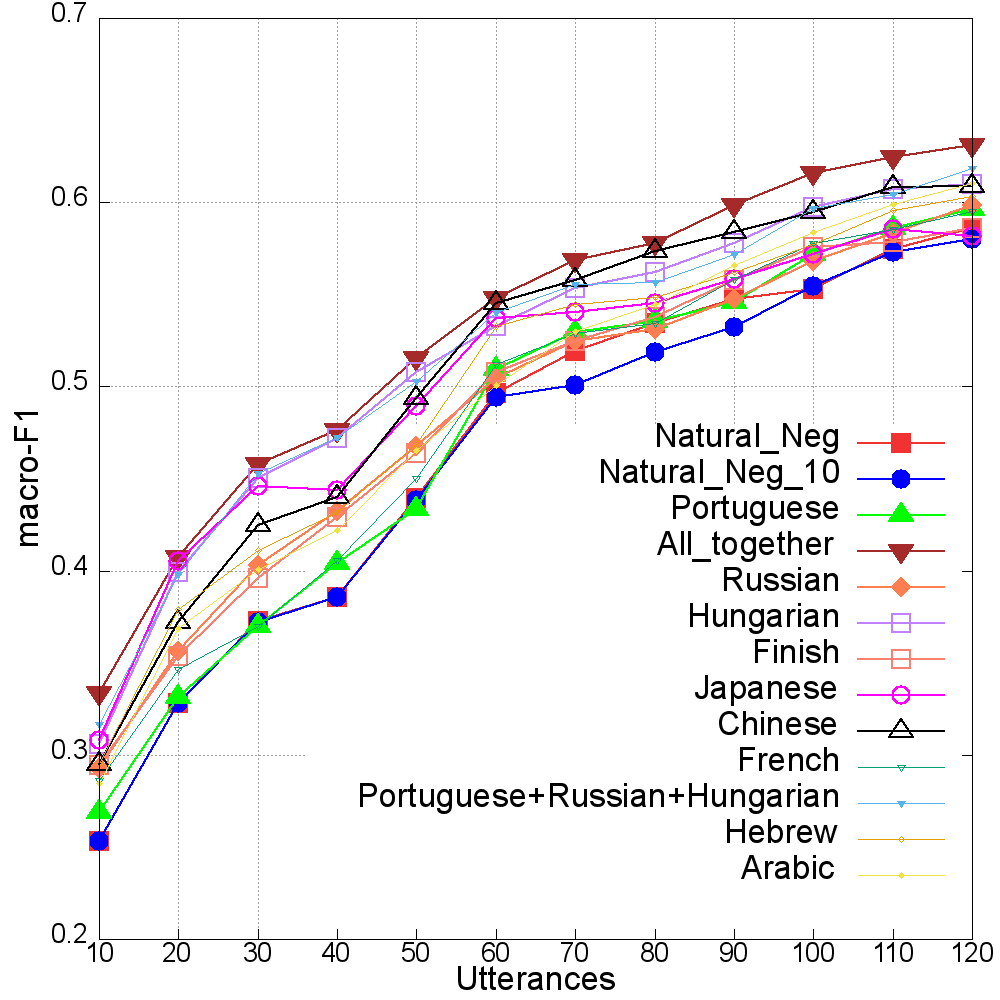 0.7
0.6
0.5
0.4
0.3
0.2
macro-F1
Natural_Neg
Natural_Neg_10
Portuguese
All_together
Russian
Hungarian
Finish
Japanese
Chinese
French
Portuguese+Russian+Hungarian
Hebrew
Arabic
10 20 30 40 50 60 70 80 90 100 110 120
Utterances